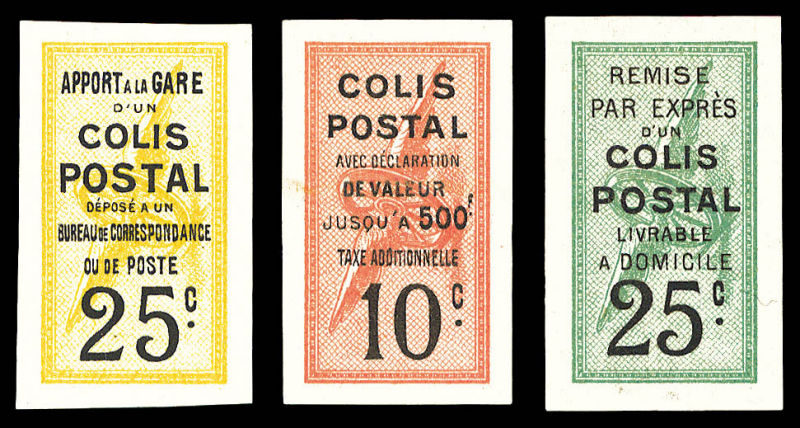 APPORT A LA GARE
D'UN
COLIS
POSTAL
DÉPOSÉ A UN
BUREAU DE CORRESPONDANCE
OU DE POSTE
25c.
COLIS
POSTAL
AVEC DÉCLARATION
DE VALEUR
JUSQU'A 500f
TAXE ADDITIONNELLE
10c.
REMISE
PAR EXPRÈS
D'UN
COLIS
POSTAL
LIVRABLE
A DOMICILE
25c.